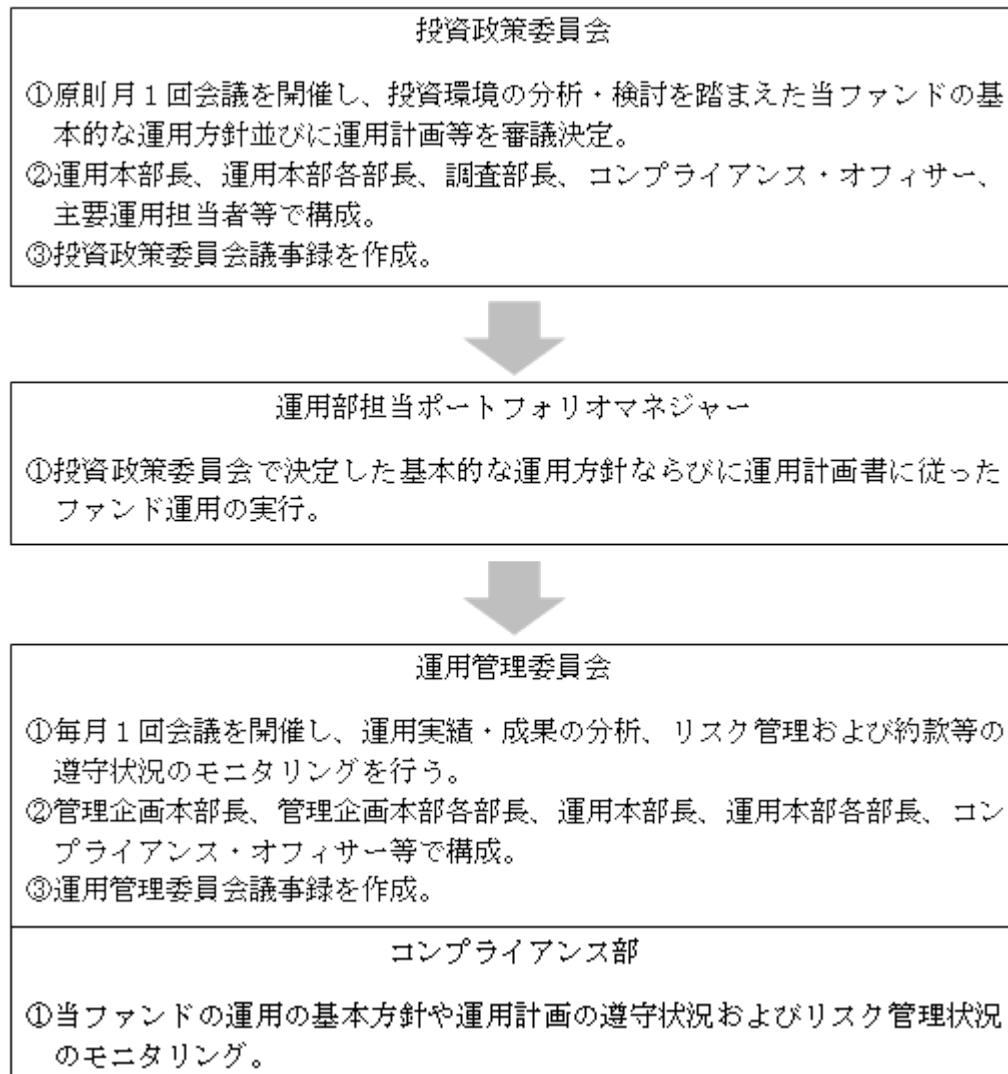 投資政策委員会
①原則月１回会議を開催し、投資環境の分析・検討を踏まえた当ファンドの基
本的な運用方針並びに運用計画等を審議決定。
②運用本部長、運用本部各部長、調査部長、コンプライアンス・オフィサー、
主要運用担当者等で構成。
③投資政策委員会議事録を作成。
運用部担当ポートフォリオマネジャー
①投資政策委員会で決定した基本的な運用方針ならびに運用計画書に従った
ファンド運用の実行。
運用管理委員会
①毎月１回会議を開催し、運用実績・成果の分析、リスク管理および約款等の
遵守状況のモニタリングを行う。
②管理企画本部長、管理企画本部各部長、運用本部長、運用本部各部長、コン
プライアンス・オフィサー等で構成。
③運用管理委員会議事録を作成。
コンプライアンス部
①当ファンドの運用の基本方針や運用計画の遵守状況およびリスク管理状況
のモニタリング。